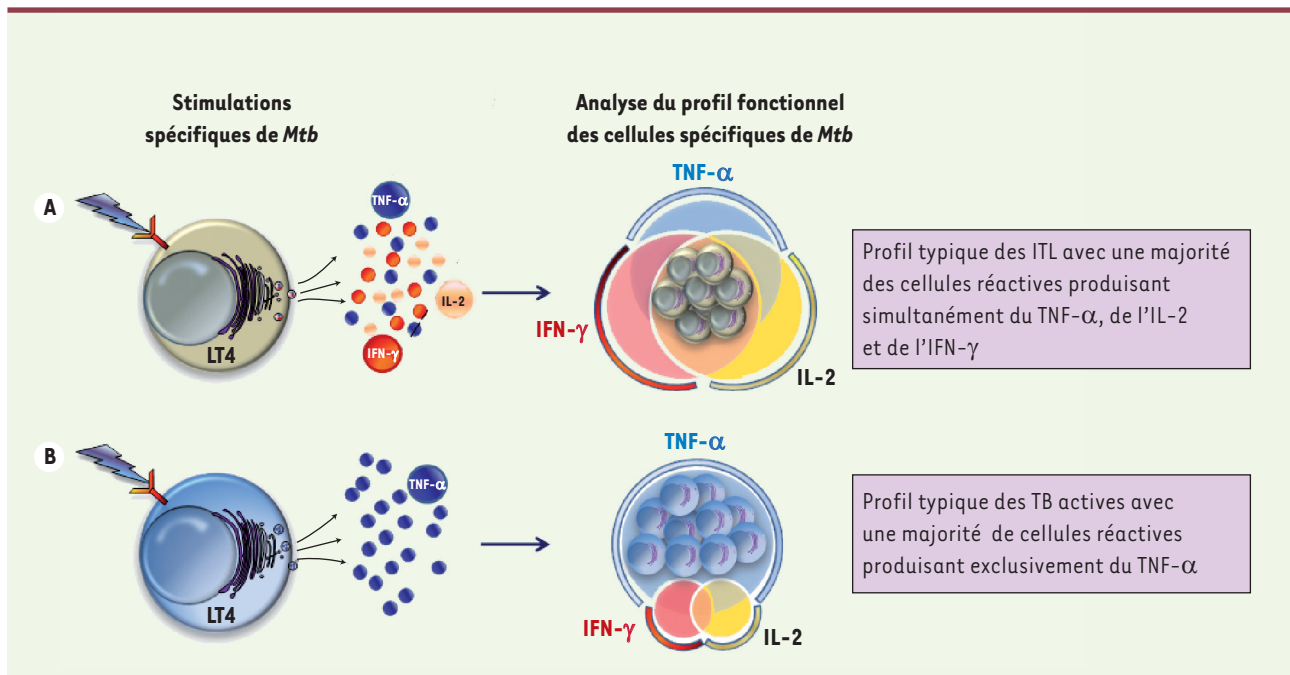 Stimulations
spécifiques de Mtb
Analyse du profil fonctionnel
des cellules spécifiques de Mtb
A
LT4
TNF-α
IL-2
IFN-γ
TNF-α
IFN-γ
IL-2
Profil typique des ITL avec une majorité
des cellules réactives produisant
simultanément du TNF-α, de l’IL-2
et de l’IFN-γ
B
LT4
TNF-α
TNF-α
IFN-γ
IL-2
Profil typique des TB actives avec
une majorité de cellules réactives
produisant exclusivement du TNF-α